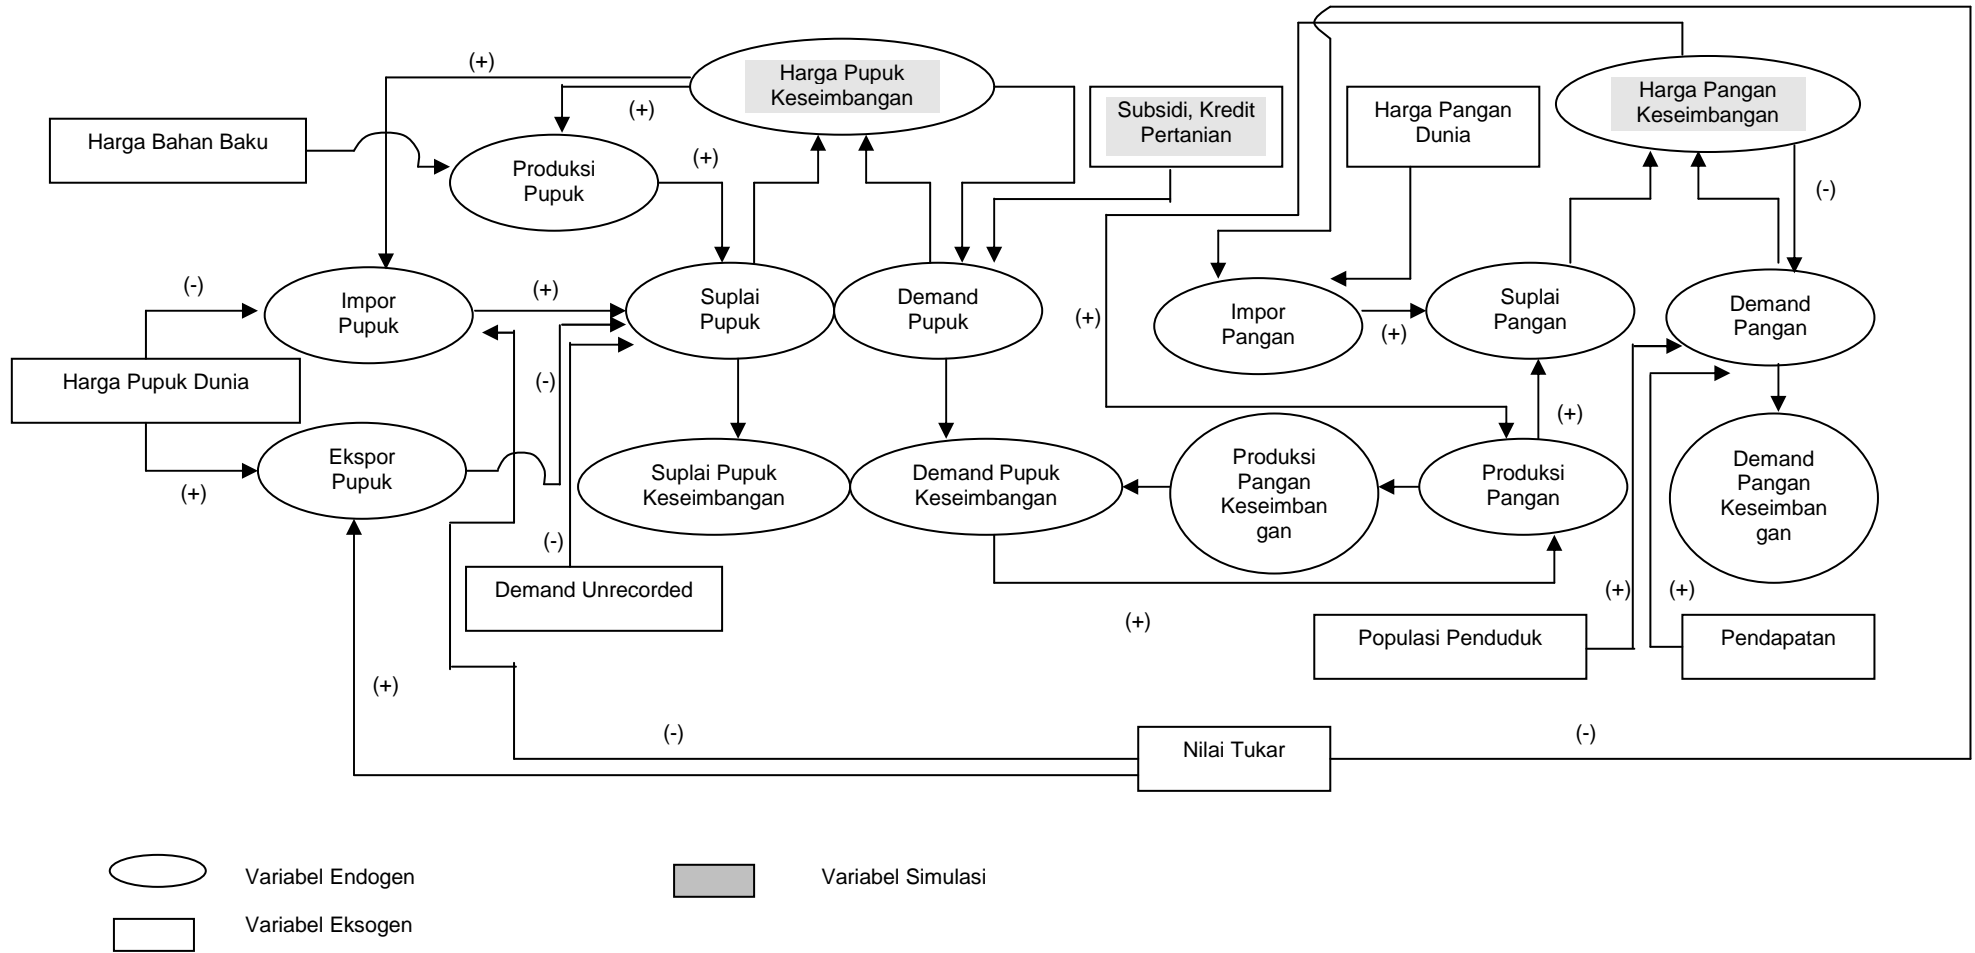 (+)
Harga Pupuk
Keseimbangan
(+)
Subsidi, Kredit
Pertanian
Harga Pangan
Dunia
Harga Pangan
Keseimbangan
Harga Bahan Baku
Produksi
Pupuk
(+)
(-)
(-)
Impor
Pupuk
(+)
Suplai
Pupuk
Demand
Pupuk
(+)
Impor
Pangan
(+)
Suplai
Pangan
Demand
Pangan
Harga Pupuk Dunia
(-)
(+)
Ekspor
Pupuk
(+)
Suplai Pupuk
Keseimbangan
Demand Pupuk
Keseimbangan
Produksi
Pangan
Keseimban
gan
Produksi
Pangan
Demand
Pangan
Keseimban
gan
(-)
Demand Unrecorded
(+)
(+)
(+)
Populasi Penduduk
Pendapatan
(+)
(-)
Nilai Tukar
(-)
Variabel Endogen
Variabel Simulasi
Variabel Eksogen